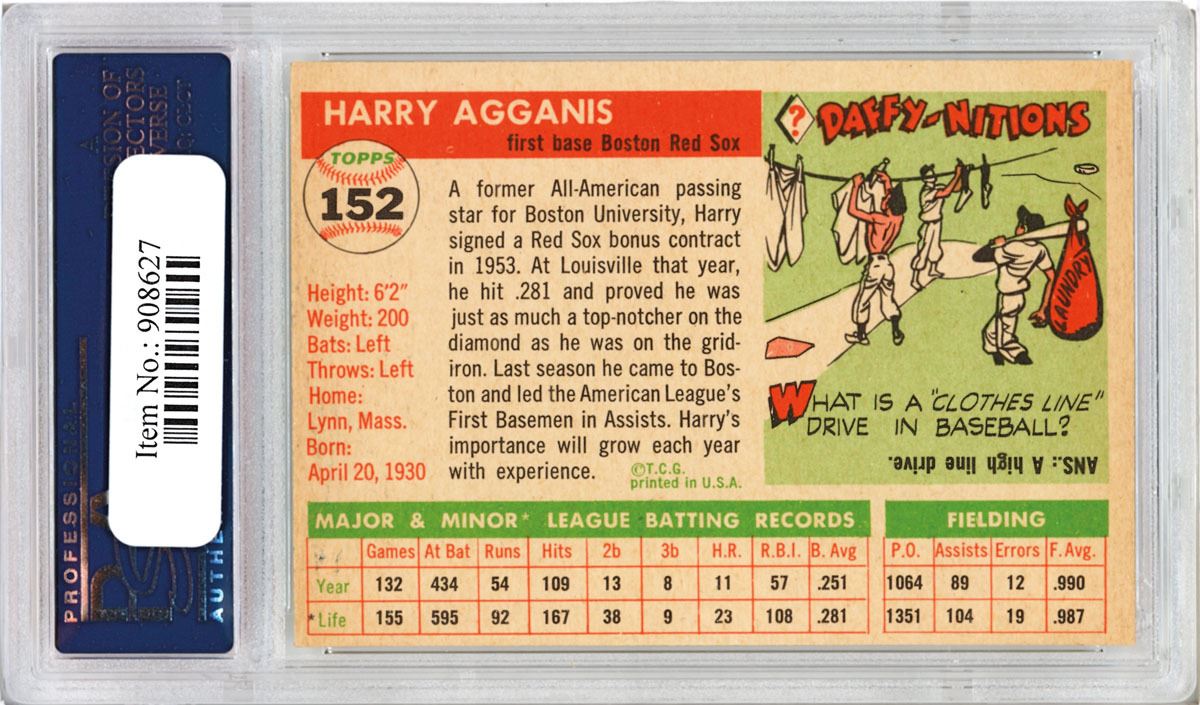 A
DIVISION OF
COLLECTORS
UNIVERSE
NASDAQ: CLCT
PROFESSIONAL
PSA
AUTHE
Item No.: 908627
HARRY AGGANIS
first base Boston Red Sox
TOPPS
152
Height: 6'2"
Weight: 200
Bats: Left
Throws: Left
Home:
Lynn, Mass.
Born:
April 20, 1930
A former All-American passing
star for Boston University, Harry
signed a Red Sox bonus contract
in 1953. At Louisville that year,
he hit .281 and proved he was
just as much a top-notcher on the
diamond as he was on the grid-
iron. Last season he came to Bos-
ton and led the American League's
First Basemen in Assists. Harry's
importance will grow each year
with experience.
©T.C.G.
printed in U.S.A.
? DAFFY-NITIONS
LAUNDRY
WHAT IS A "CLOTHES LINE"
DRIVE IN BASEBALL?
ANS.: A high line drive.
MAJOR & MINOR* LEAGUE BATTING RECORDS
Games At Bat Runs Hits 2b 3b H.R. R.B.I. B. Avg
Year 132 434 54 109 13 8 11 57 .251
*Life 155 595 92 167 38 9 23 108 .281
FIELDING
P.O. Assists Errors F. Avg.
1064 89 12 .990
1351 104 19 .987